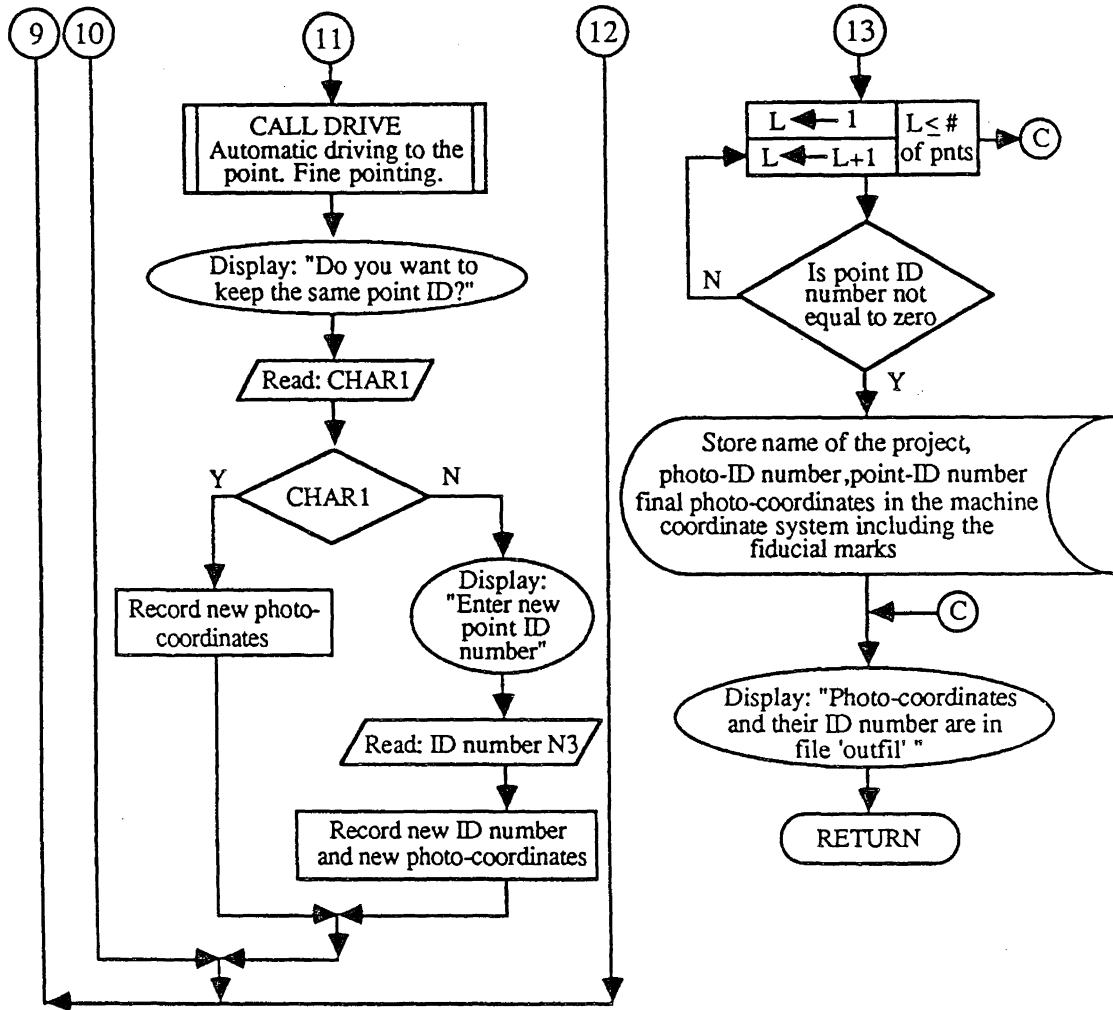 9
10
11
12
13
CALL DRIVE
Automatic driving to the
point. Fine pointing.
Display: "Do you want to
keep the same point ID?"
Read: CHAR1
Y
N
CHAR1
Record new photo-
coordinates
Display:
"Enter new
point ID
number"
Read: ID number N3
Record new ID number
and new photo-coordinates
L ← 1
L ← L+1
L ≤ #
of pnts
C
N
Is point ID
number not
equal to zero
Y
Store name of the project,
photo-ID number,point-ID number
final photo-coordinates in the machine
coordinate system including the
fiducial marks
C
Display: "Photo-coordinates
and their ID number are in
file 'outfil' "
RETURN